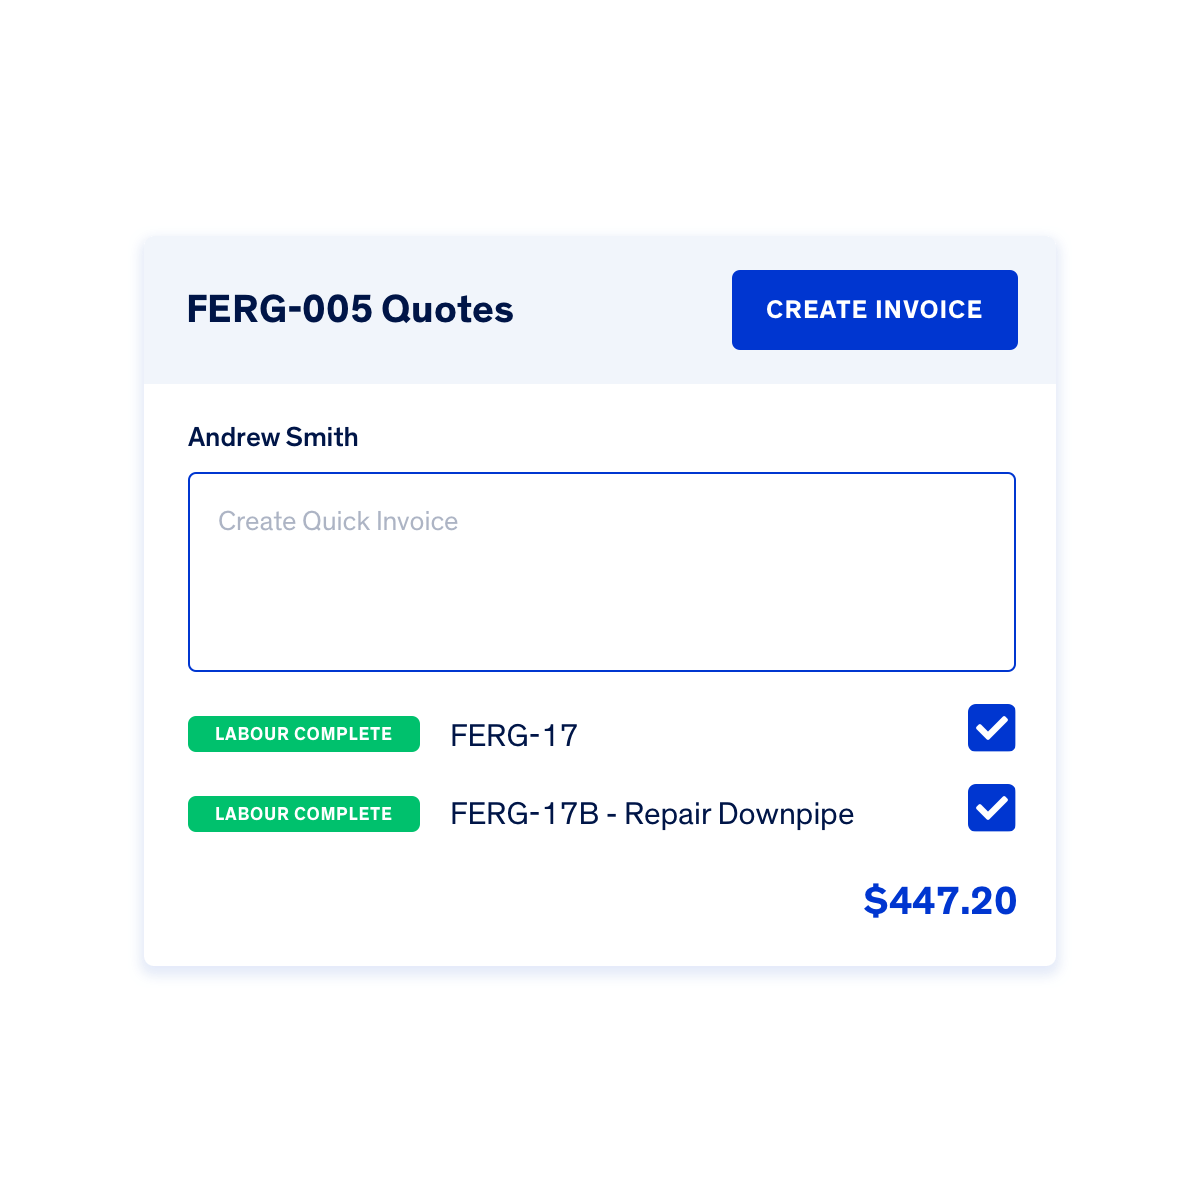 FERG-005 Quotes
CREATE INVOICE
Andrew Smith
Create Quick Invoice
LABOUR COMPLETE FERG-17
LABOUR COMPLETE FERG-17B - Repair Downpipe
$447.20